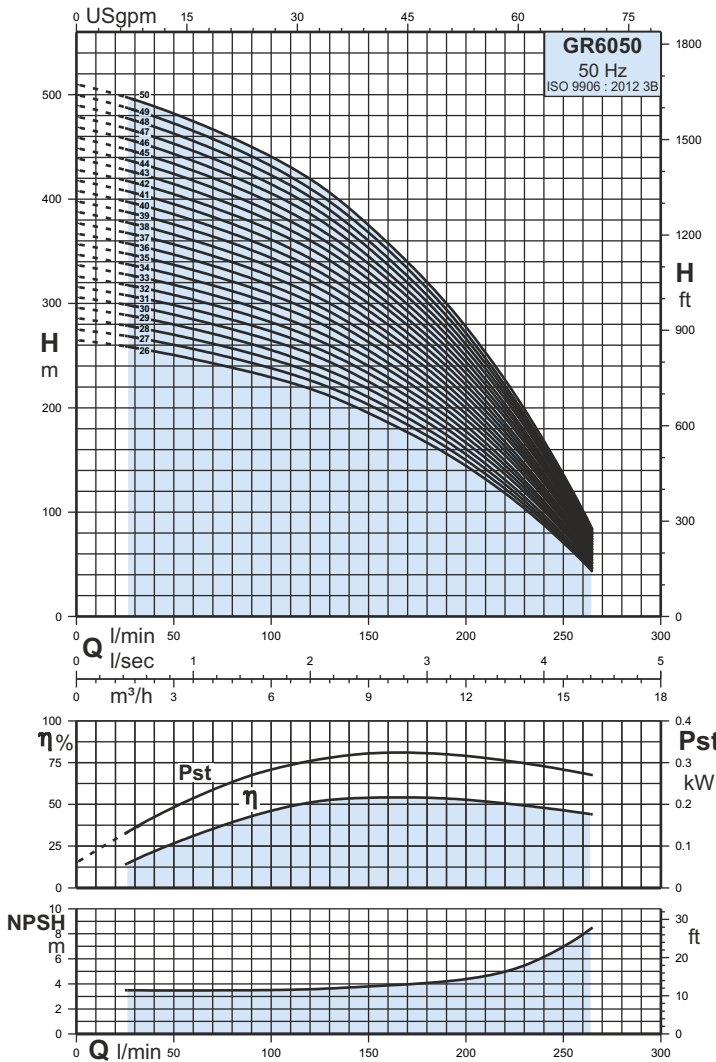 0 USgpm 15 30 45 60 75
GR6050
50 Hz
ISO 9906 : 2012 3B
H
m
500
400
300
200
100
0
50
49
48
47
46
45
44
43
42
41
40
39
38
37
36
35
34
33
32
31
30
29
28
27
26
1800
1500
1200
H
ft
900
600
300
0
0 l/min 50 100 150 200 250 300
Q
0 l/sec 1 2 3 4 5
0 m³/h 3 6 9 12 15 18
η%
100
75
50
25
0
Pst
η
0.4
Pst
0.3
kW
0.2
0.1
0
NPSH
m
10
8
6
4
2
0
30
ft
20
10
0
0 Q l/min 50 100 150 200 250 300